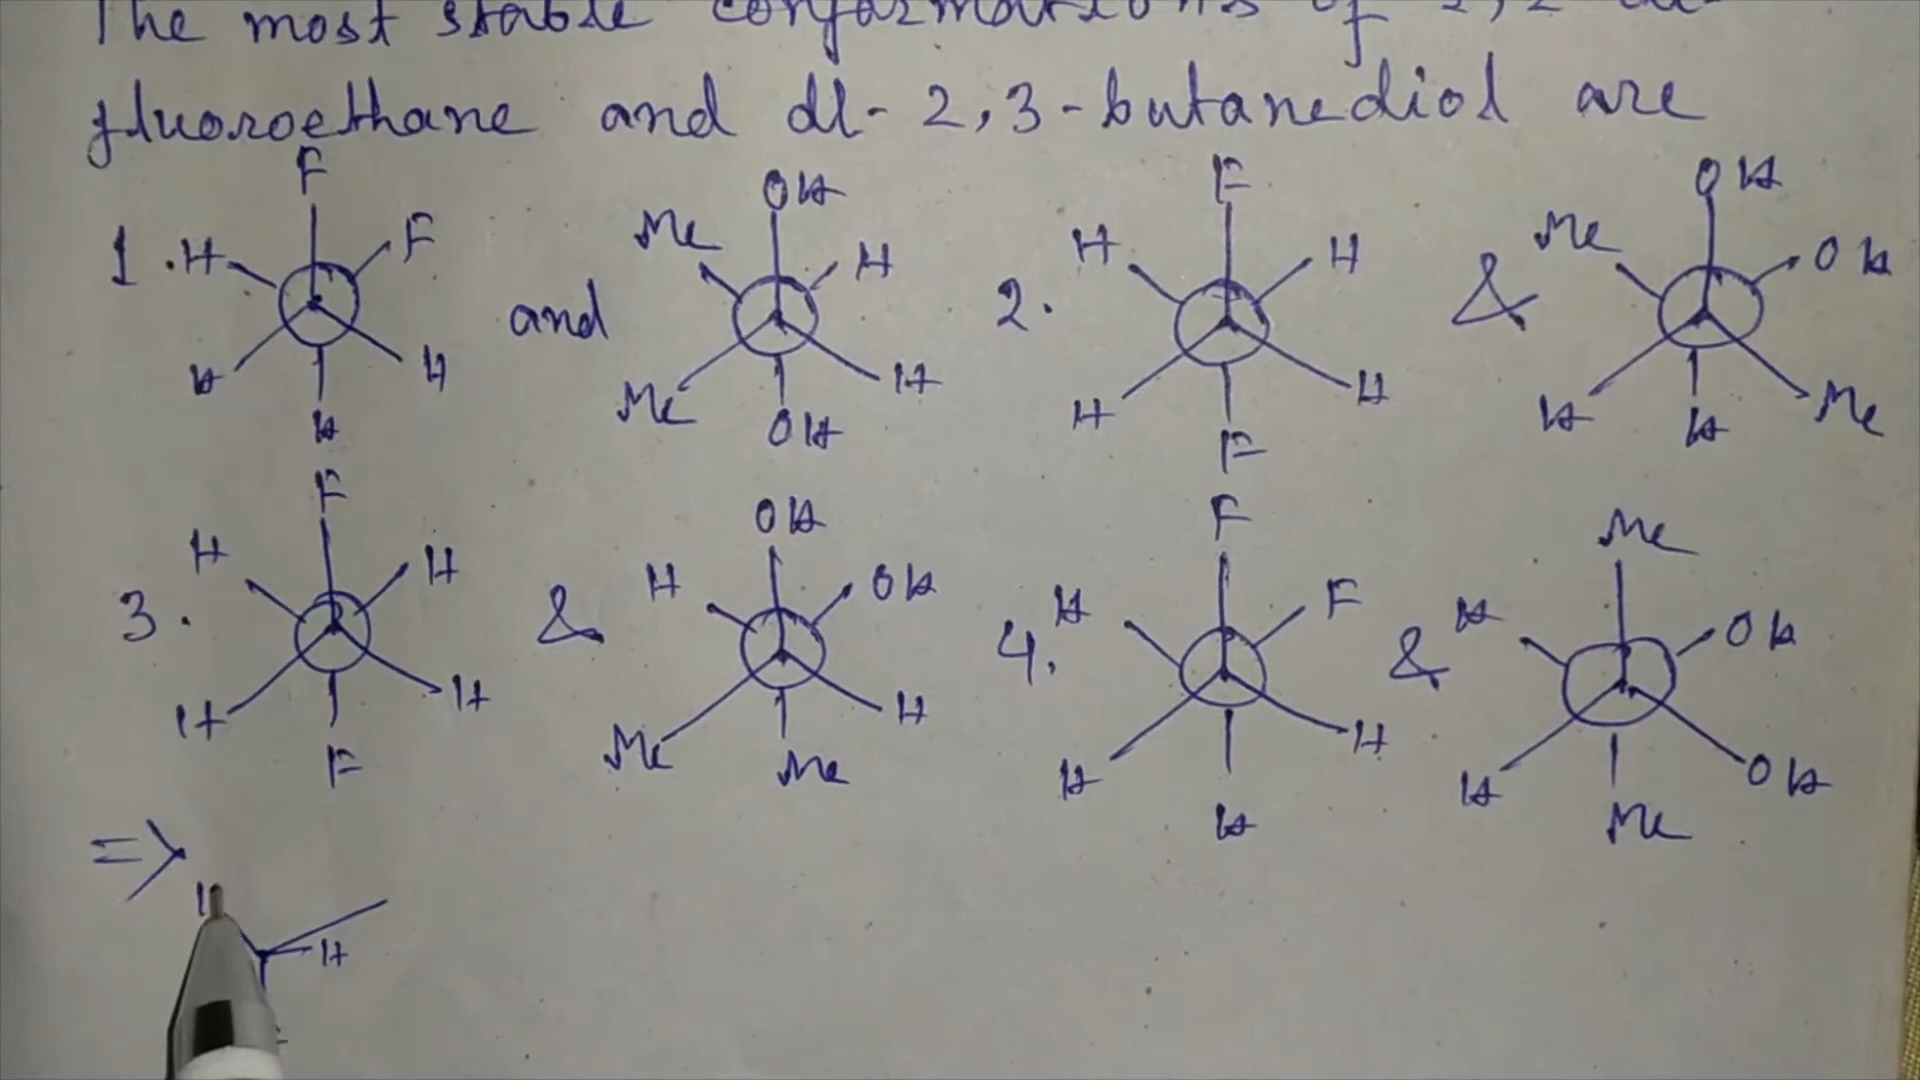 The most stable conformations of 1,2-di-
fluoroethane and dl-2,3-butanediol are
1. F F H H H H and OH Me H Me H OH
2. F H H H H F & OH Me OH H Me H
3. F H H H H F & OH H OH Me H Me
4. F H F H H H & Me H OH H OH Me
=> H
H